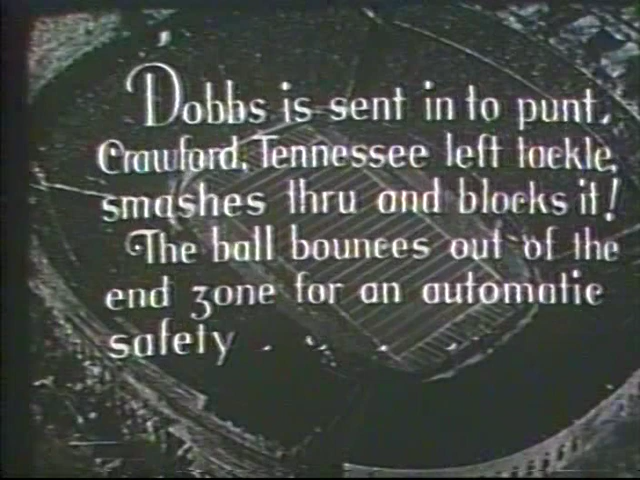 Dobbs is sent in to punt.
Crawford, Tennessee left tackle,
smashes thru and blocks it!
The ball bounces out of the
end zone for an automatic
safety